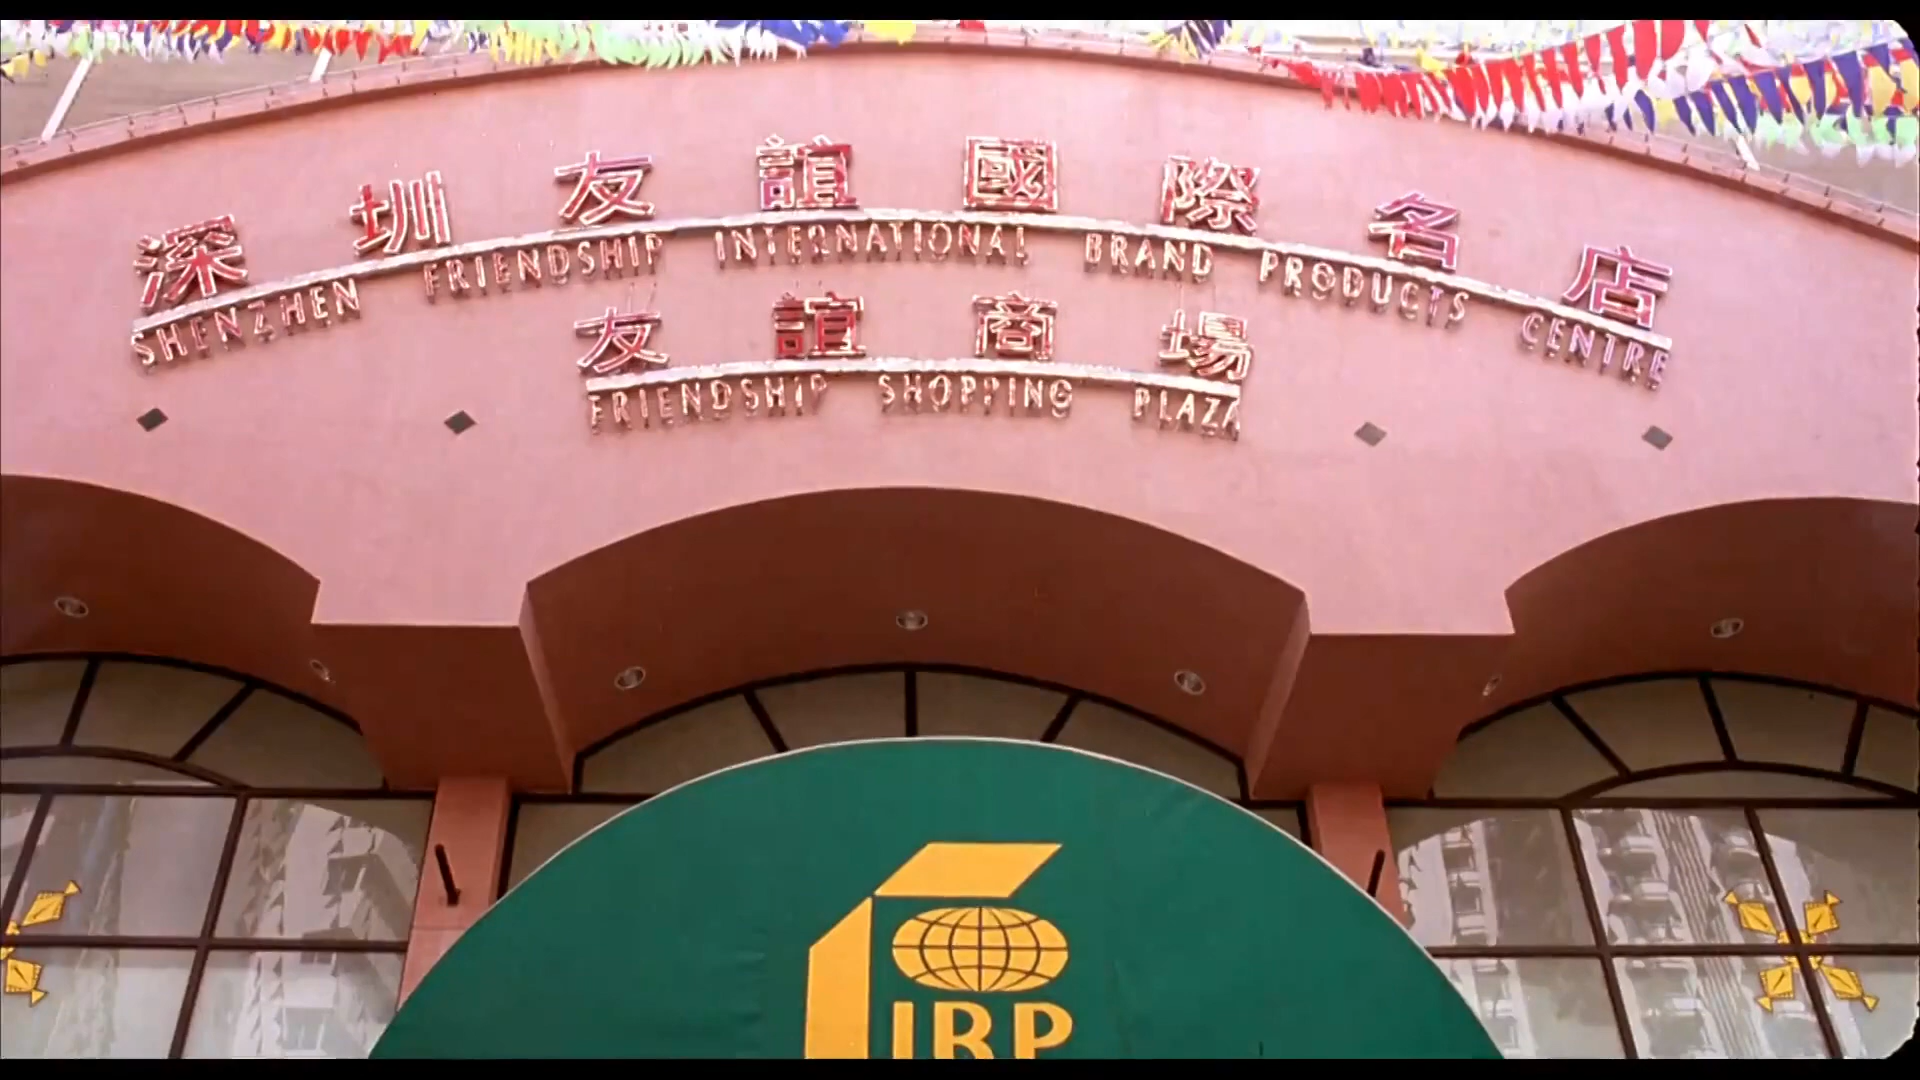 深圳友誼國際名店
SHENZHEN FRIENDSHIP INTERNATIONAL BRAND PRODUCTS CENTRE
友誼商場
FRIENDSHIP SHOPPING PLAZA
IBP